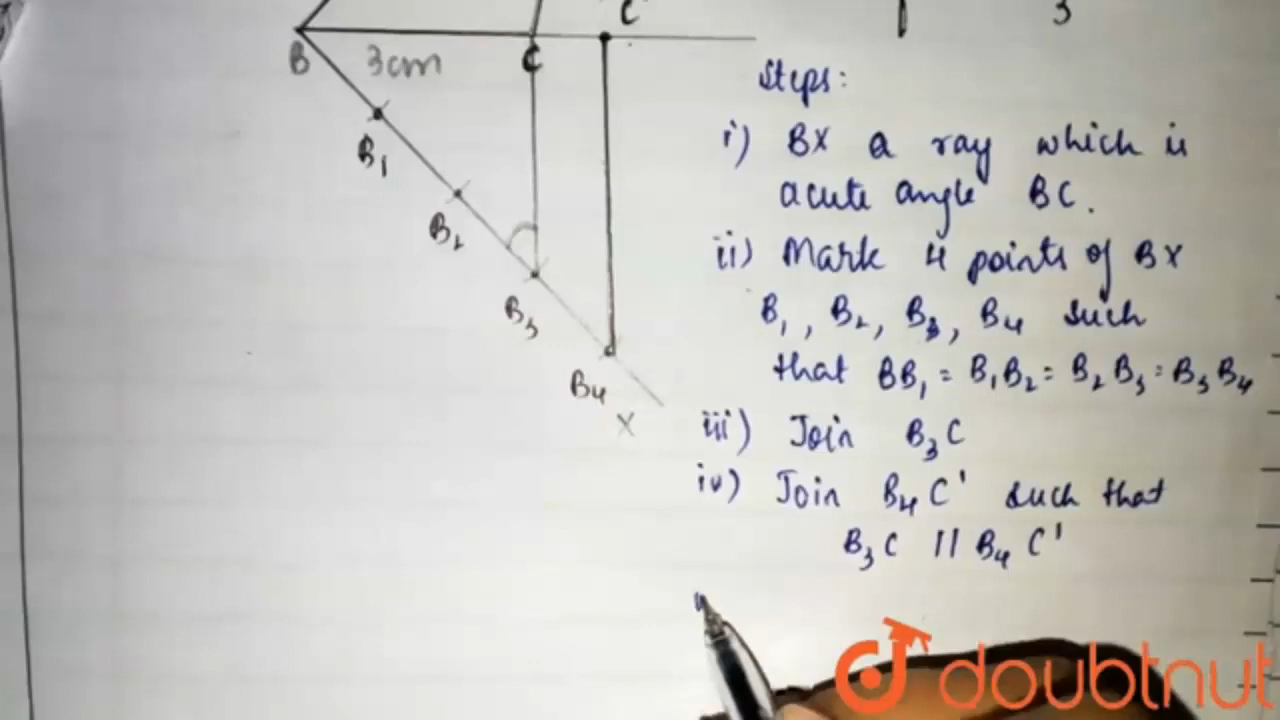 C'
3
B
3cm
C
Steps:
B₁
i) BX a ray which is
acute angle BC.
B₂
ii) Mark 4 points of BX
B₃
B₁, B₂, B₃, B₄ such
that BB₁ = B₁B₂ = B₂B₃ = B₃B₄
B₄
X
iii) Join B₃C
iv) Join B₄C' such that
B₃C || B₄C'
doubtnut